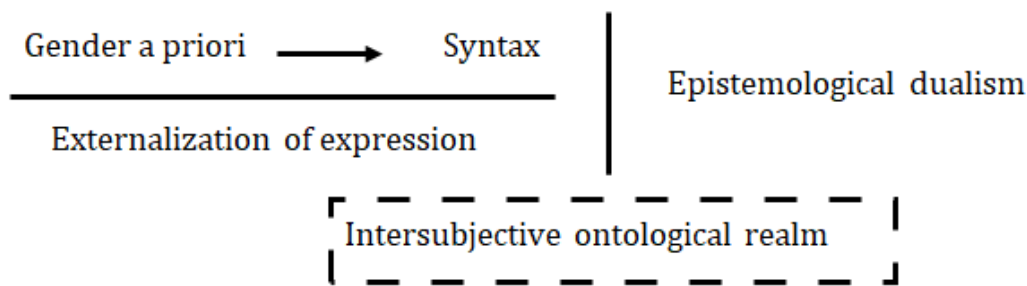 Gender a priori Syntax
Epistemological dualism
Externalization of expression
Intersubjective ontological realm